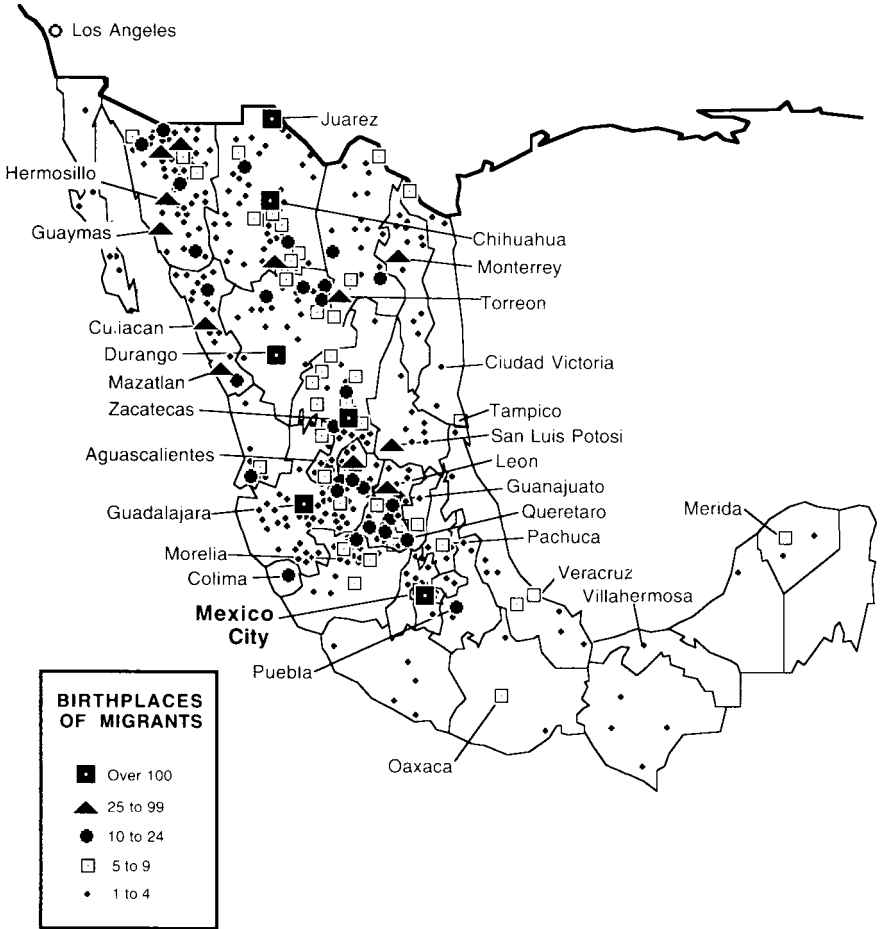 Los Angeles
Juarez
Hermosillo
Guaymas
Chihuahua
Monterrey
Torreon
Cu.iacan
Durango
Ciudad Victoria
Mazatlan
Zacatecas
Tampico
San Luis Potosi
Aguascalientes
Leon
Guanajuato
Guadalajara
Queretaro
Merida
Pachuca
Morelia
Colima
Veracruz
Villahermosa
Mexico
City
Puebla
Oaxaca
BIRTHPLACES
OF MIGRANTS
Over 100
25 to 99
10 to 24
5 to 9
1 to 4